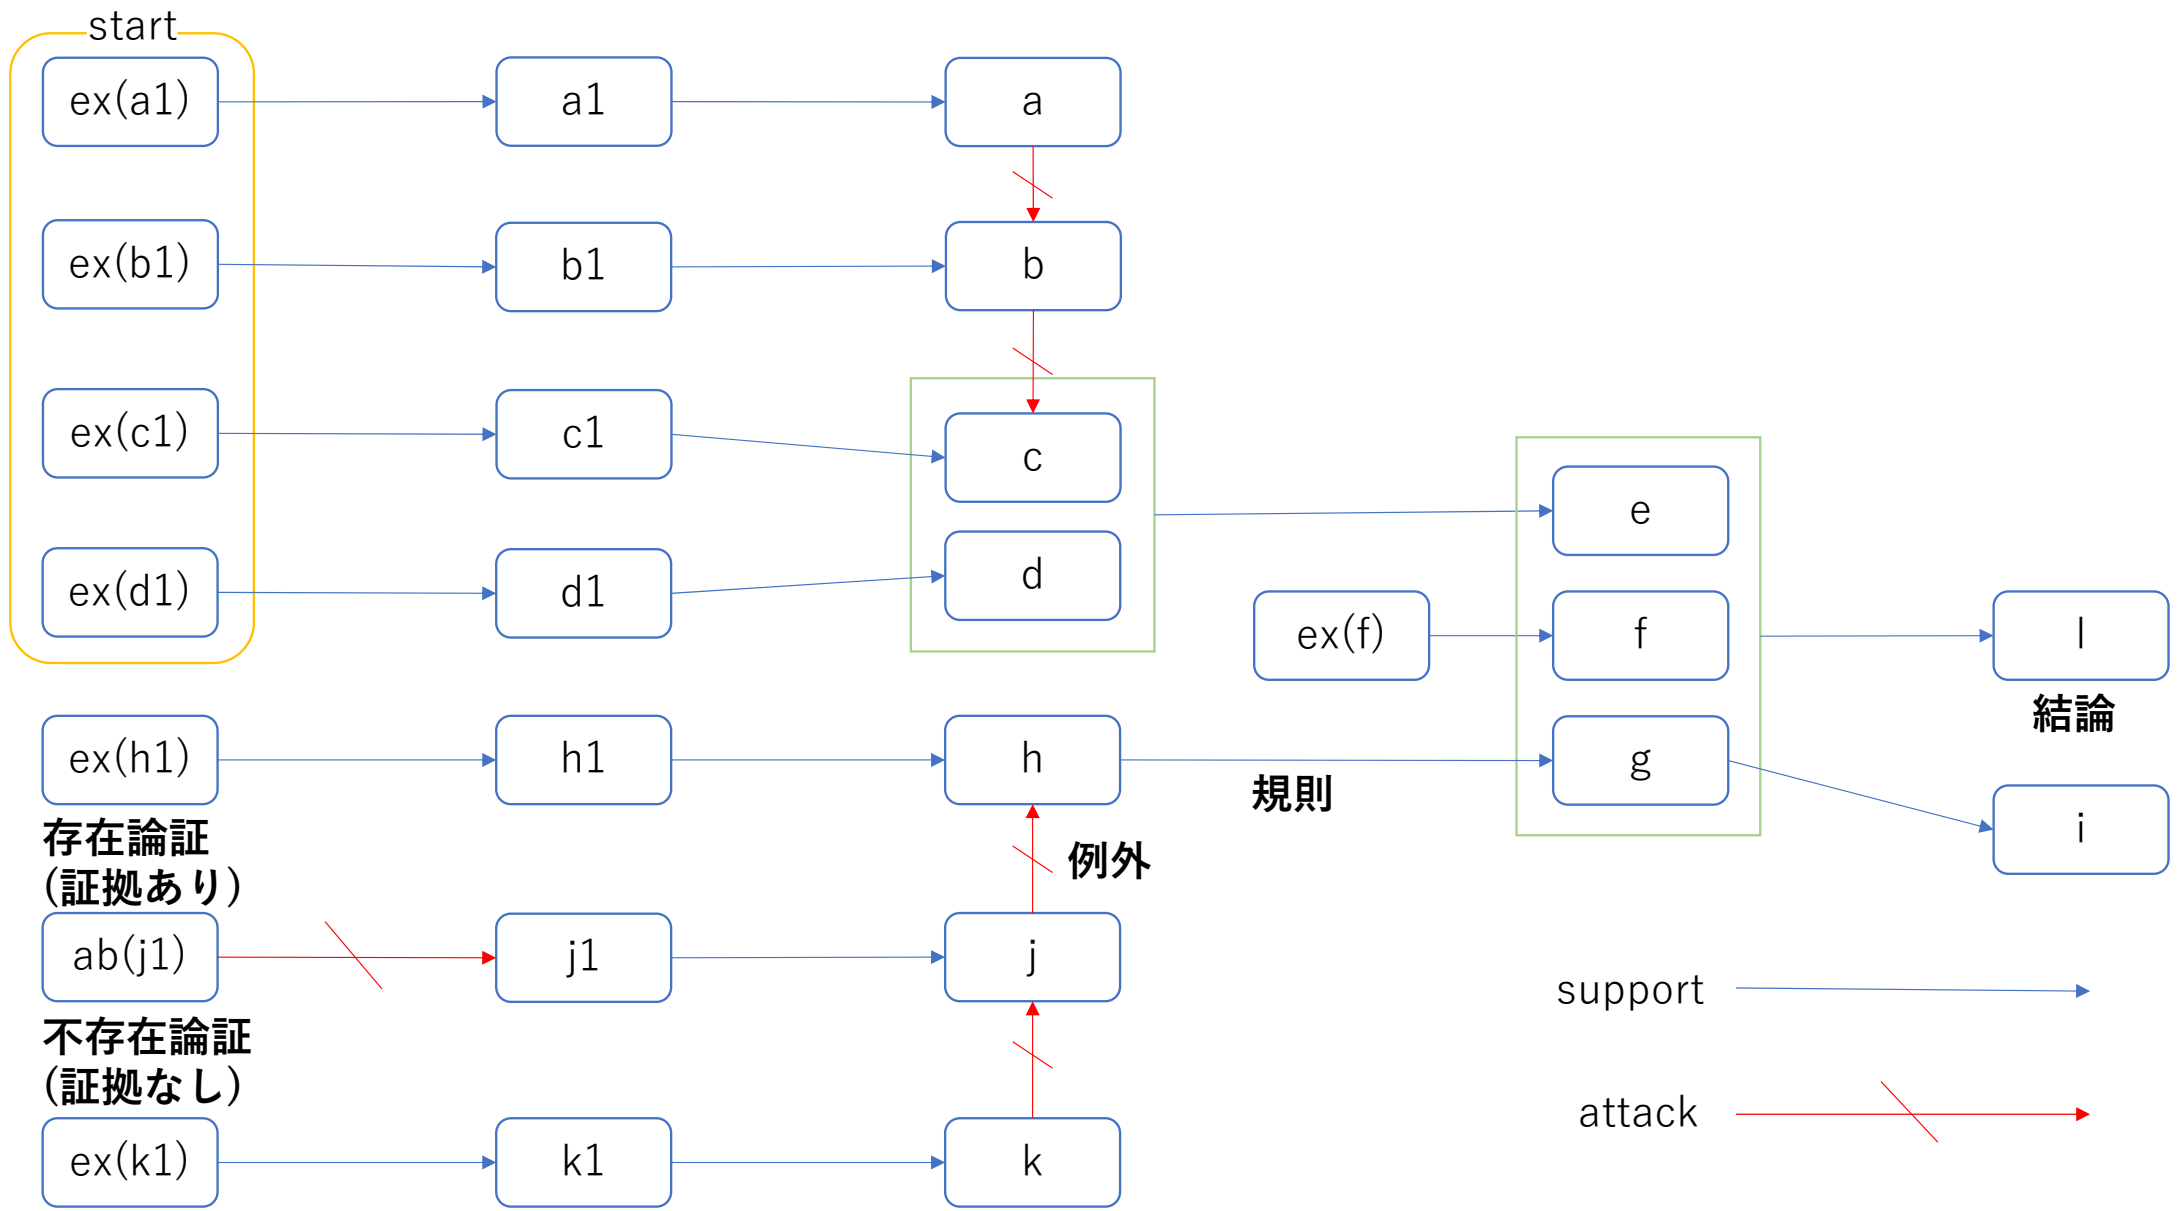 start
ex(a1)
a1
a
ex(b1)
b1
b
ex(c1)
c1
c
ex(d1)
d1
d
e
ex(f)
f
l
結論
ex(h1)
h1
h
規則
g
i
存在論証
(証拠あり)
例外
ab(j1)
j1
j
不存在論証
(証拠なし)
support
attack
ex(k1)
k1
k